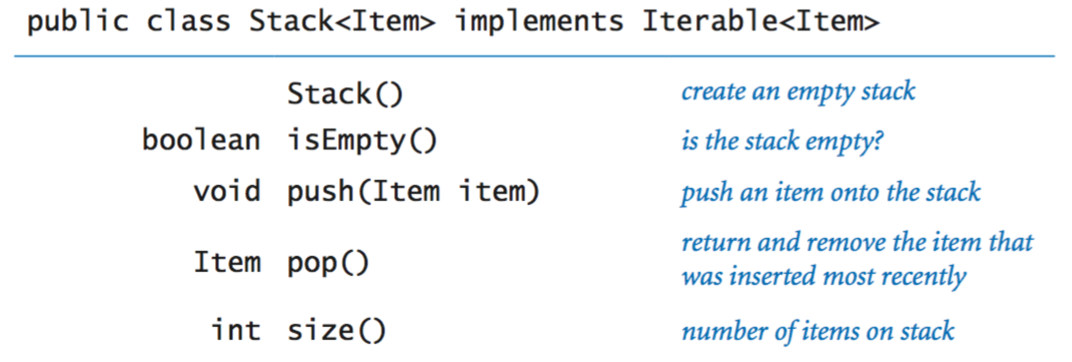 public class Stack<Item> implements Iterable<Item>
Stack() create an empty stack
boolean isEmpty() is the stack empty?
void push(Item item) push an item onto the stack
Item pop() return and remove the item that
was inserted most recently
int size() number of items on stack